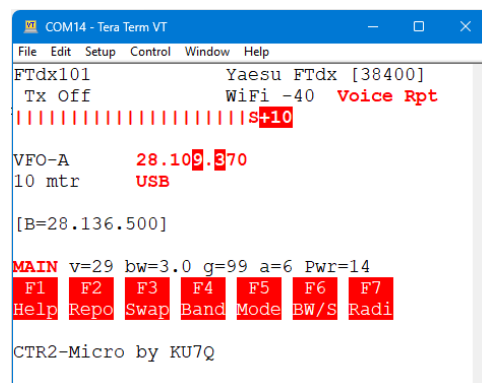 COM14 - Tera Term VT
File Edit Setup Control Window Help
FTdx101 Yaesu FTdx [38400]
Tx Off WiFi -40 Voice Rpt
|||||||||||||||||||||S+10
VFO-A 28.109.370
10 mtr USB
[B=28.136.500]
MAIN v=29 bw=3.0 g=99 a=6 Pwr=14
F1 F2 F3 F4 F5 F6 F7
Help Repo Swap Band Mode BW/S Radi
CTR2-Micro by KU7Q